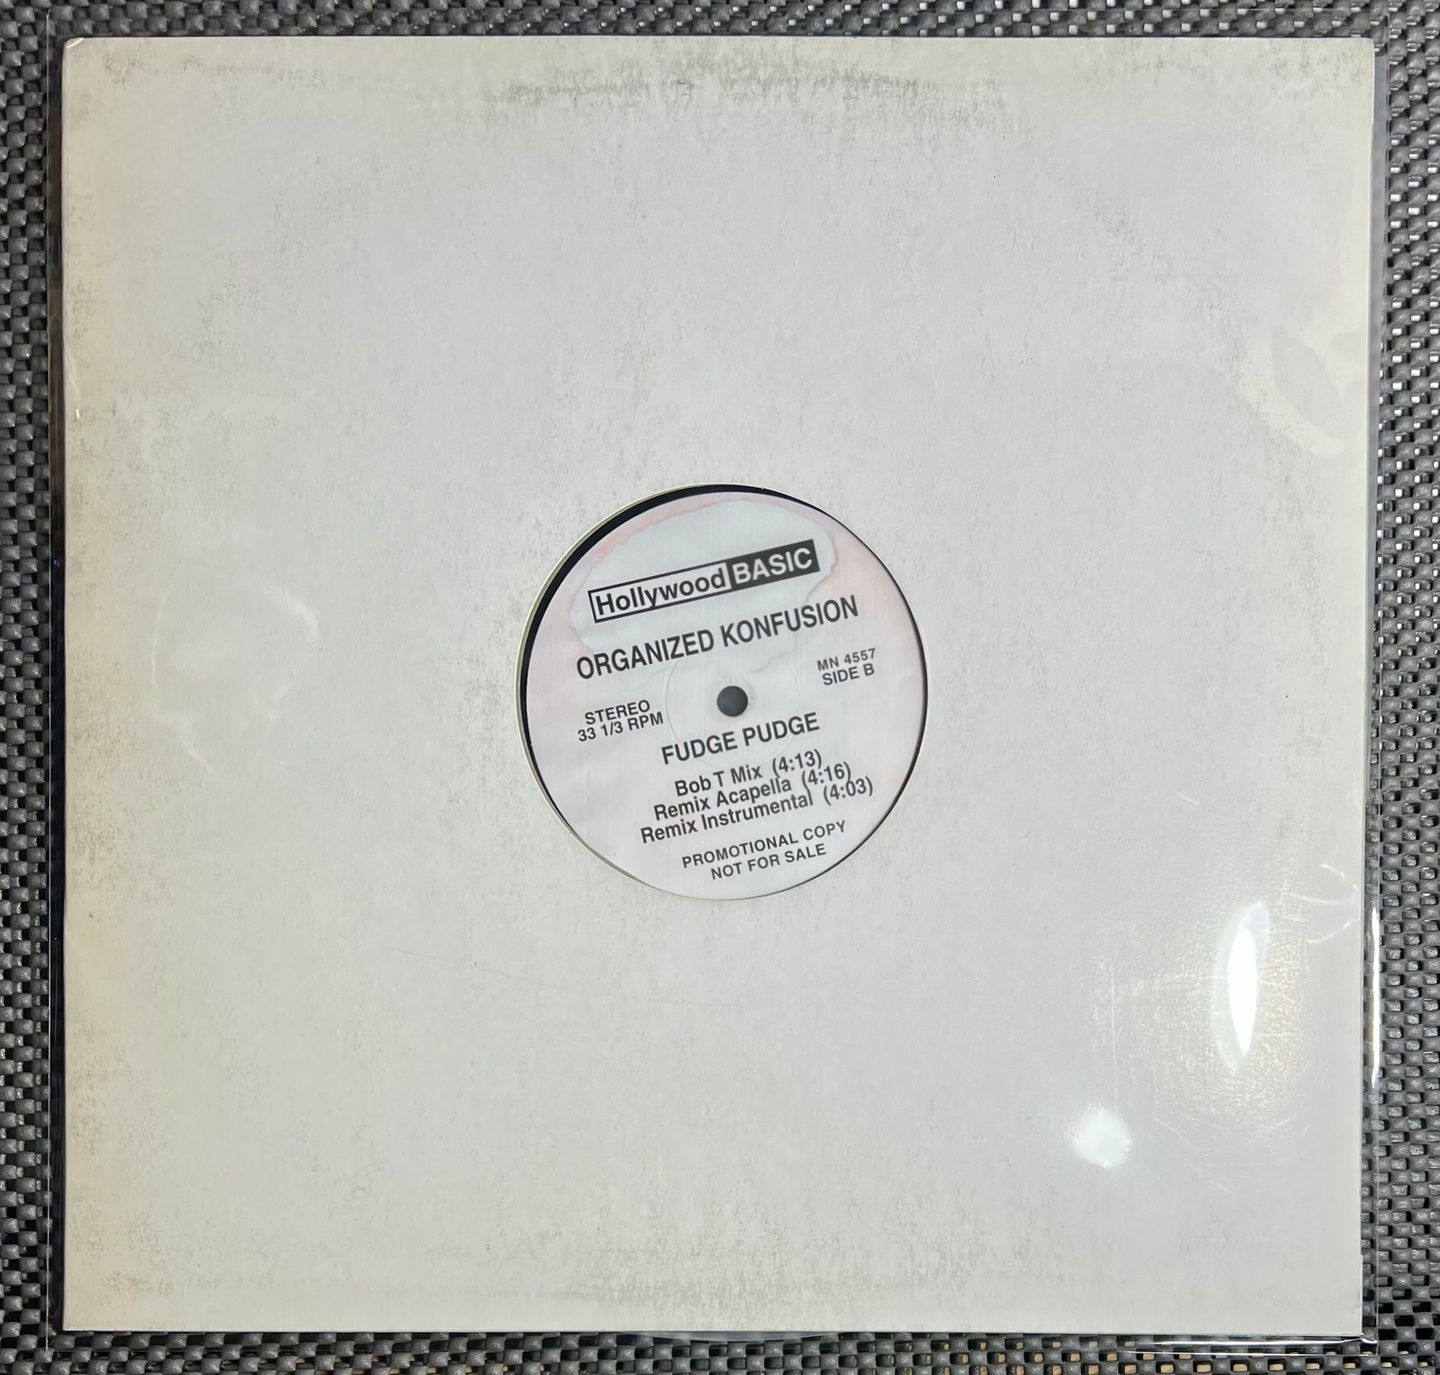 Hollywood BASIC
ORGANIZED KONFUSION
MN 4557
SIDE B
STEREO
33 1/3 RPM
FUDGE PUDGE
Bob T Mix (4:13)
Remix Acapella (4:16)
Remix Instrumental (4:03)
PROMOTIONAL COPY
NOT FOR SALE